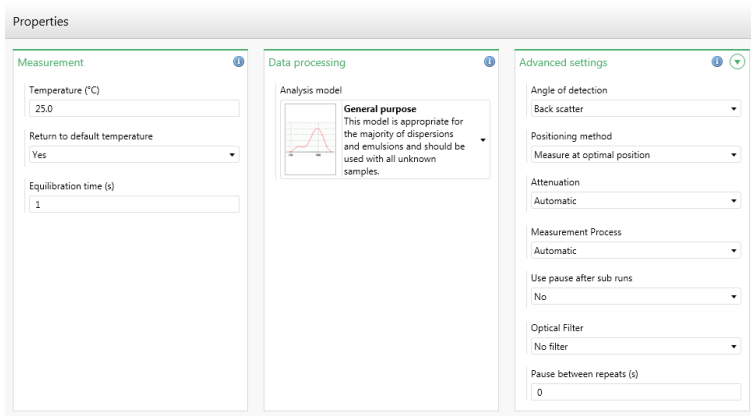 Properties
Measurement
Temperature (°C)
25.0
Return to default temperature
Yes
Equilibration time (s)
1
Data processing
Analysis model
General purpose
This model is appropriate for
the majority of dispersions
and emulsions and should be
used with all unknown
samples.
Advanced settings
Angle of detection
Back scatter
Positioning method
Measure at optimal position
Attenuation
Automatic
Measurement Process
Automatic
Use pause after sub runs
No
Optical Filter
No filter
Pause between repeats (s)
0